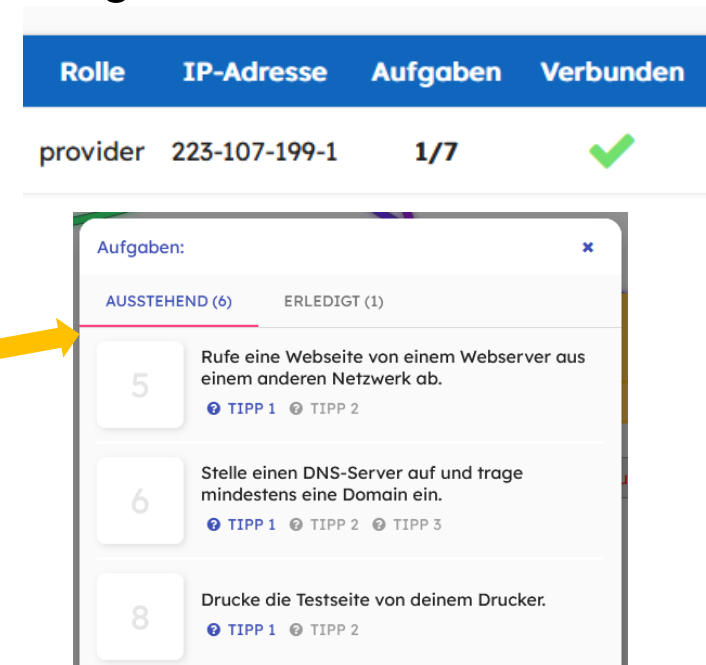 Rolle IP-Adresse Aufgaben Verbunden
provider 223-107-199-1 1/7
Aufgaben:
AUSSTEHEND (6) ERLEDIGT (1)
5
Rufe eine Webseite von einem Webserver aus
einem anderen Netzwerk ab.
TIPP 1 TIPP 2
6
Stelle einen DNS-Server auf und trage
mindestens eine Domain ein.
TIPP 1 TIPP 2 TIPP 3
8
Drucke die Testseite von deinem Drucker.
TIPP 1 TIPP 2